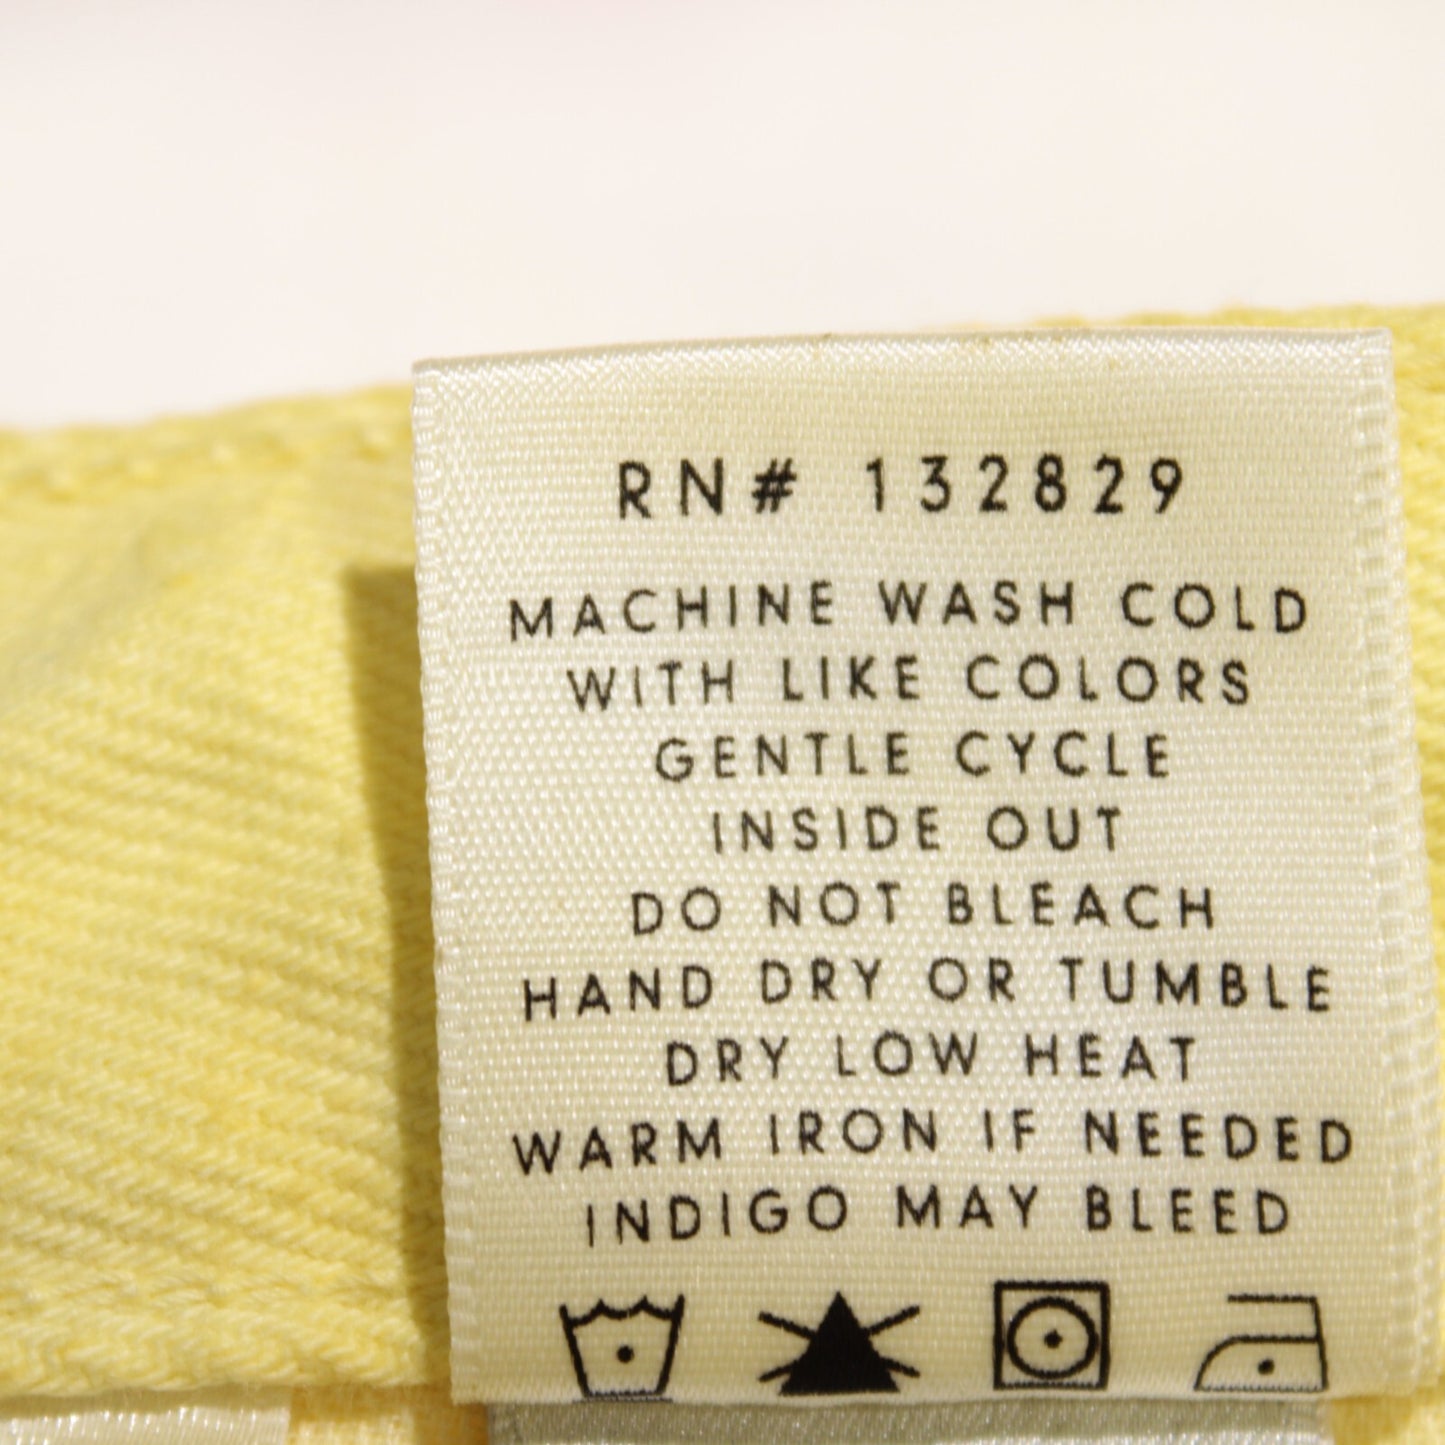 RN# 132829
MACHINE WASH COLD
WITH LIKE COLORS
GENTLE CYCLE
INSIDE OUT
DO NOT BLEACH
HAND DRY OR TUMBLE
DRY LOW HEAT
WARM IRON IF NEEDED
INDIGO MAY BLEED